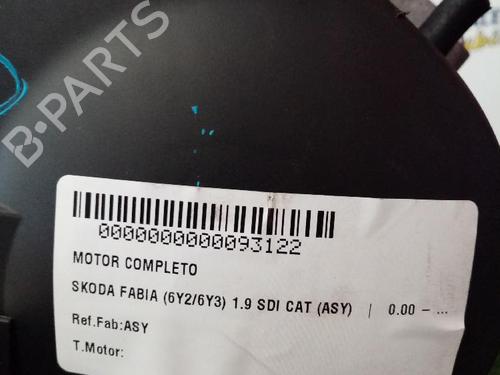 B-PARTS
0000000000093122
MOTOR COMPLETO
SKODA FABIA (6Y2/6Y3) 1.9 SDI CAT (ASY) | 0.00 - ...
Ref.Fab:ASY
T.Motor: